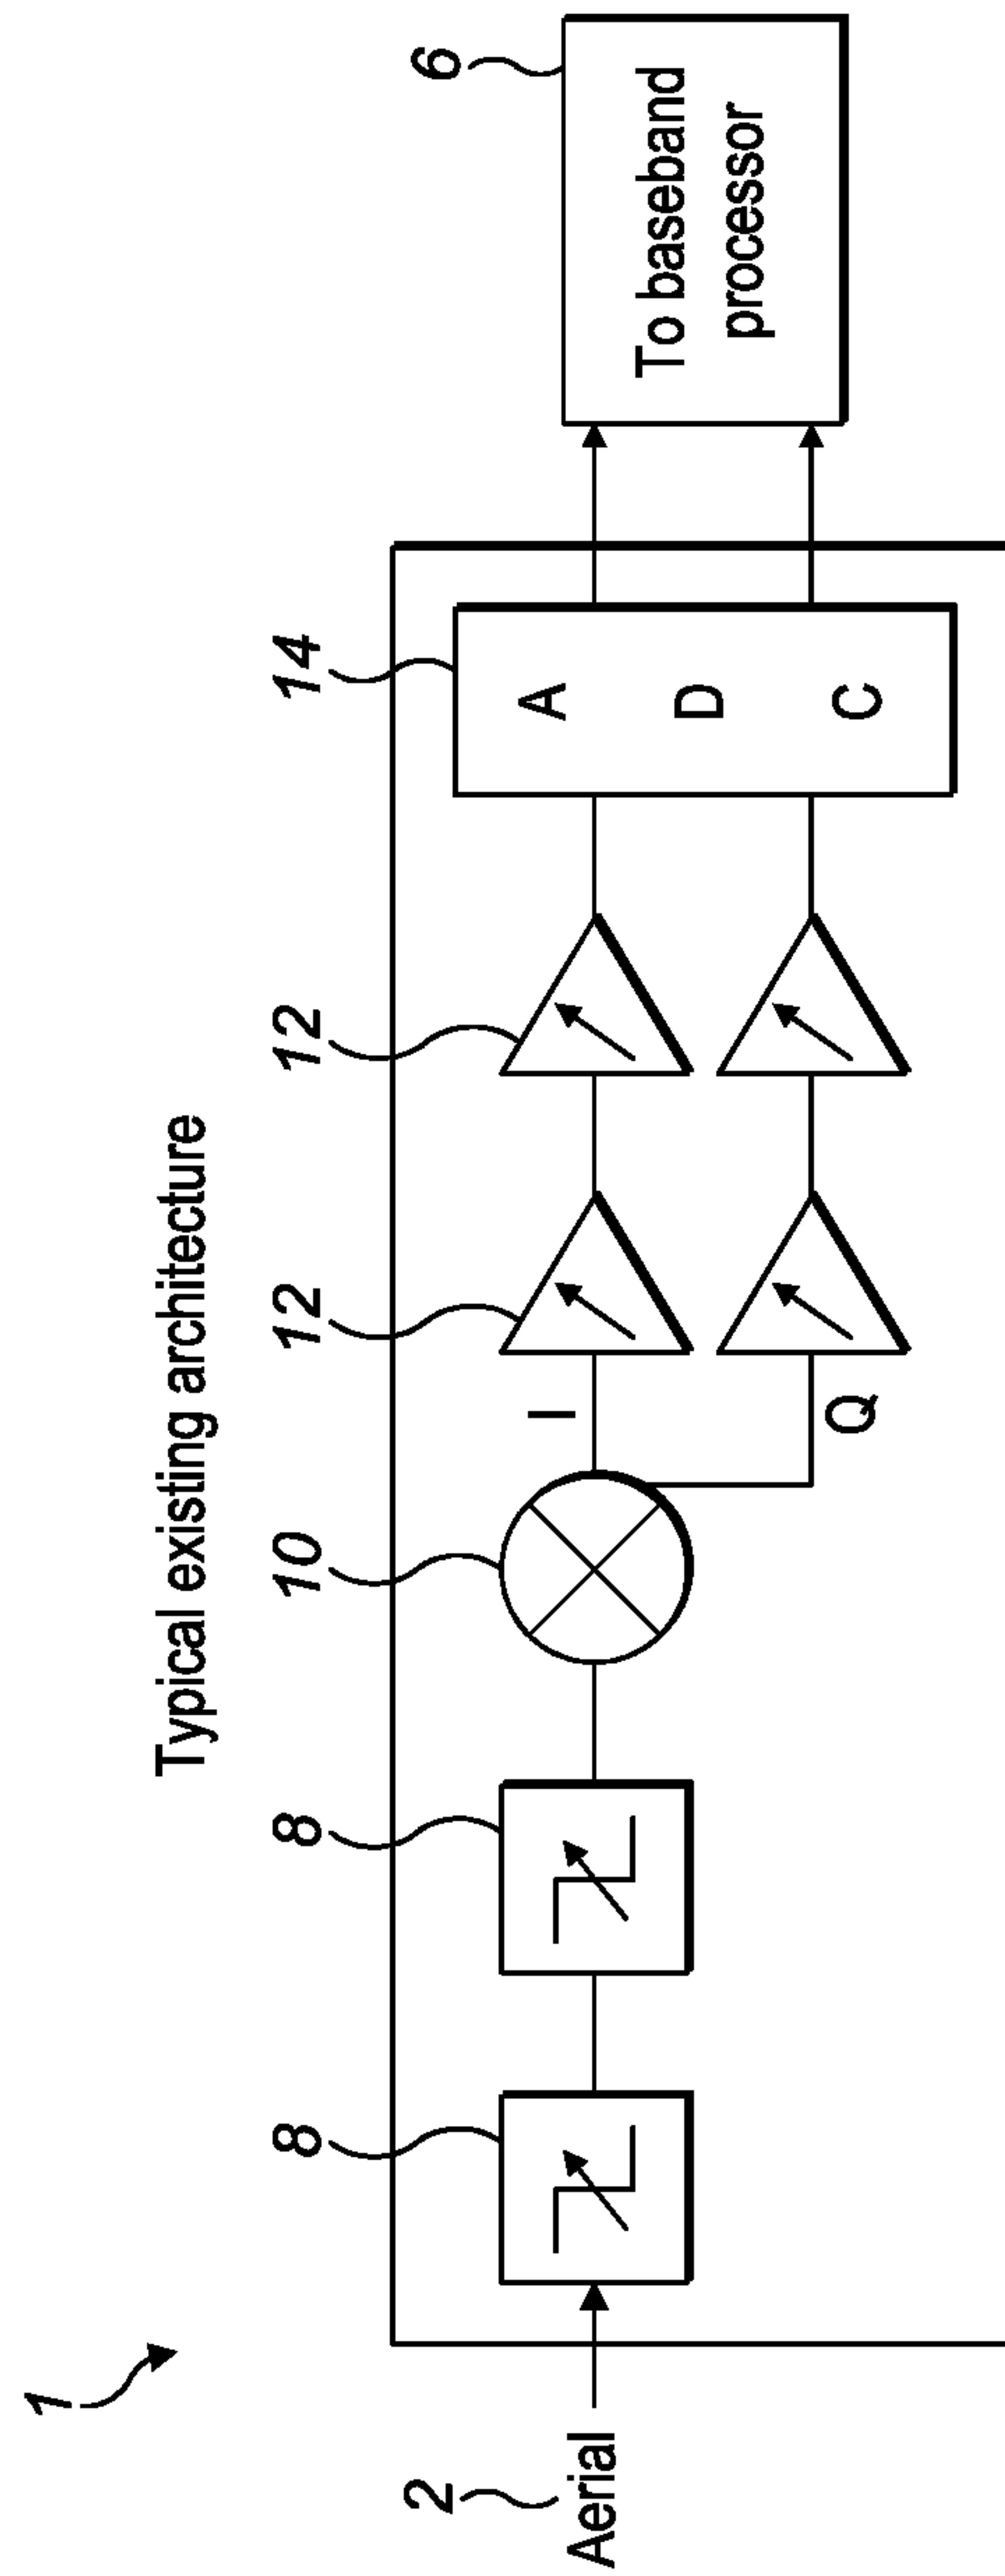 Typical existing architecture
1
8
8
10
12
12
14
6
2
Aerial
I
Q
A
D
C
To baseband
processor